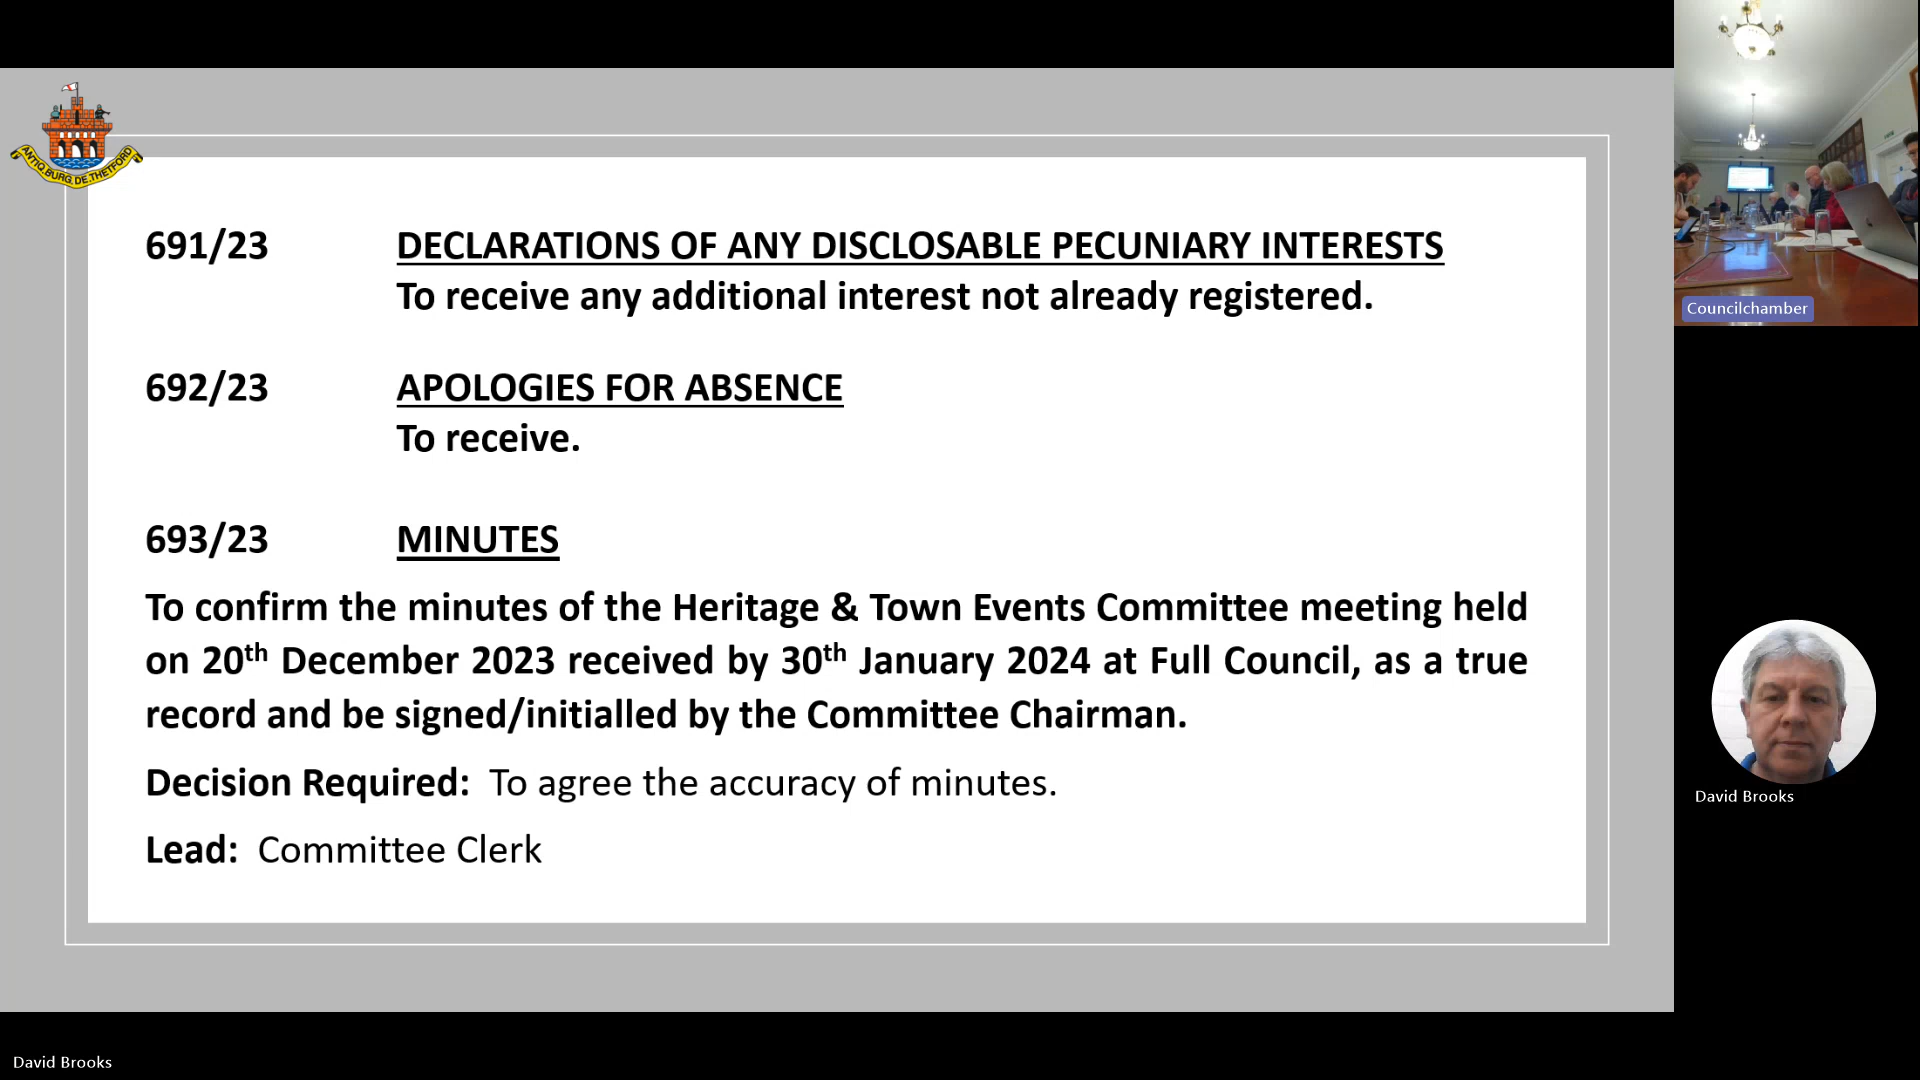 ANTIQ. BURG. DE. THETFORD
691/23 DECLARATIONS OF ANY DISCLOSABLE PECUNIARY INTERESTS
To receive any additional interest not already registered.
692/23 APOLOGIES FOR ABSENCE
To receive.
693/23 MINUTES
To confirm the minutes of the Heritage & Town Events Committee meeting held
on 20th December 2023 received by 30th January 2024 at Full Council, as a true
record and be signed/initialled by the Committee Chairman.
Decision Required: To agree the accuracy of minutes.
Lead: Committee Clerk
Councilchamber
David Brooks
David Brooks